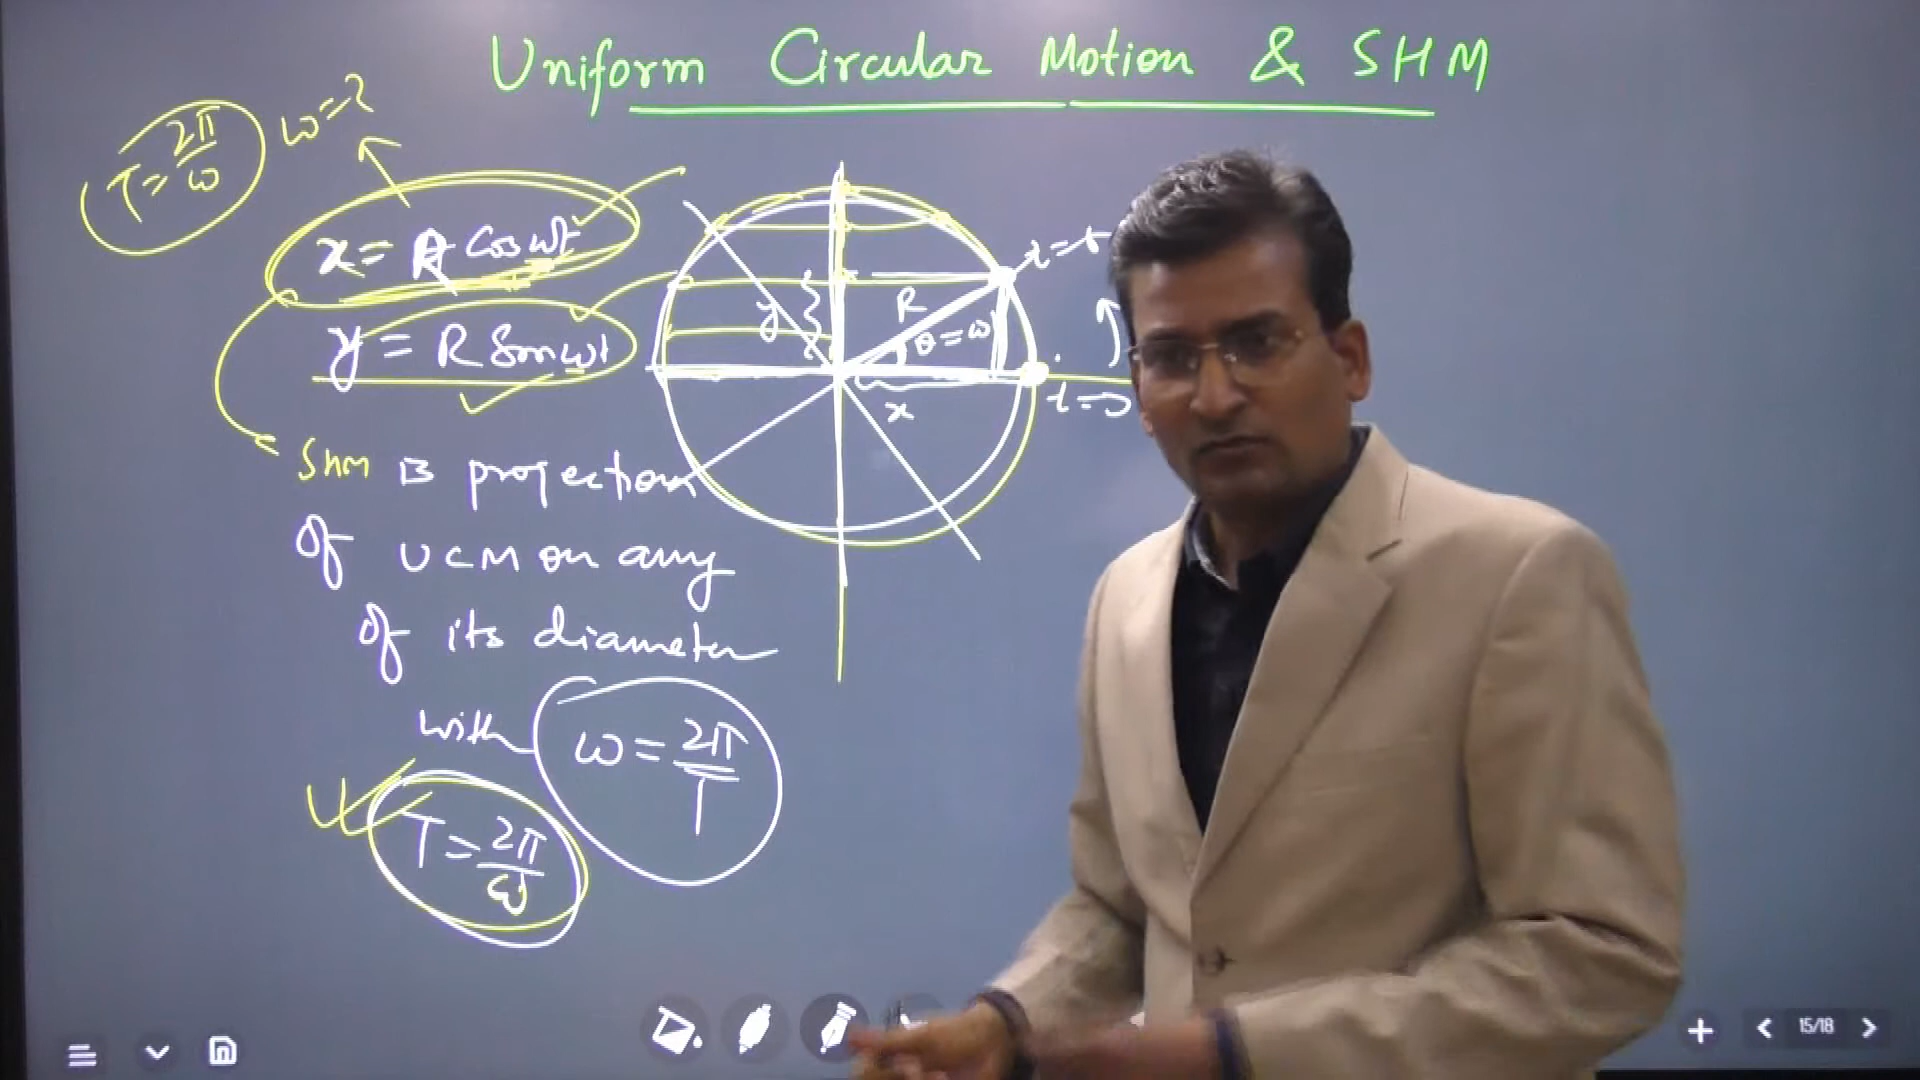 Uniform Circular Motion & SHM
T = 2π/ω
ω = ?
x = R Cos ωt
y = R Sin ωt
t = t
R
y
θ = ω
x
t = 0
SHM is projection
of UCM on any
of its diameter
with ω = 2π/T
T = 2π/ω
15/18